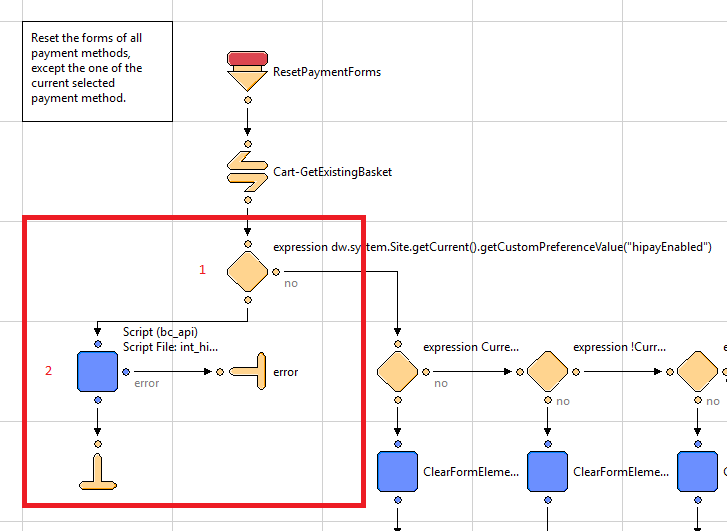 Reset the forms of all
payment methods,
except the one of the
current selected
payment method.
ResetPaymentForms
Cart-GetExistingBasket
expression dw.system.Site.getCurrent().getCustomPreferenceValue("hipayEnabled")
1
no
Script (bc_api)
Script File: int_hi...
expression Curre...
expression !Curr...
2
error
error
no
no
no
ClearFormEleme...
ClearFormEleme...